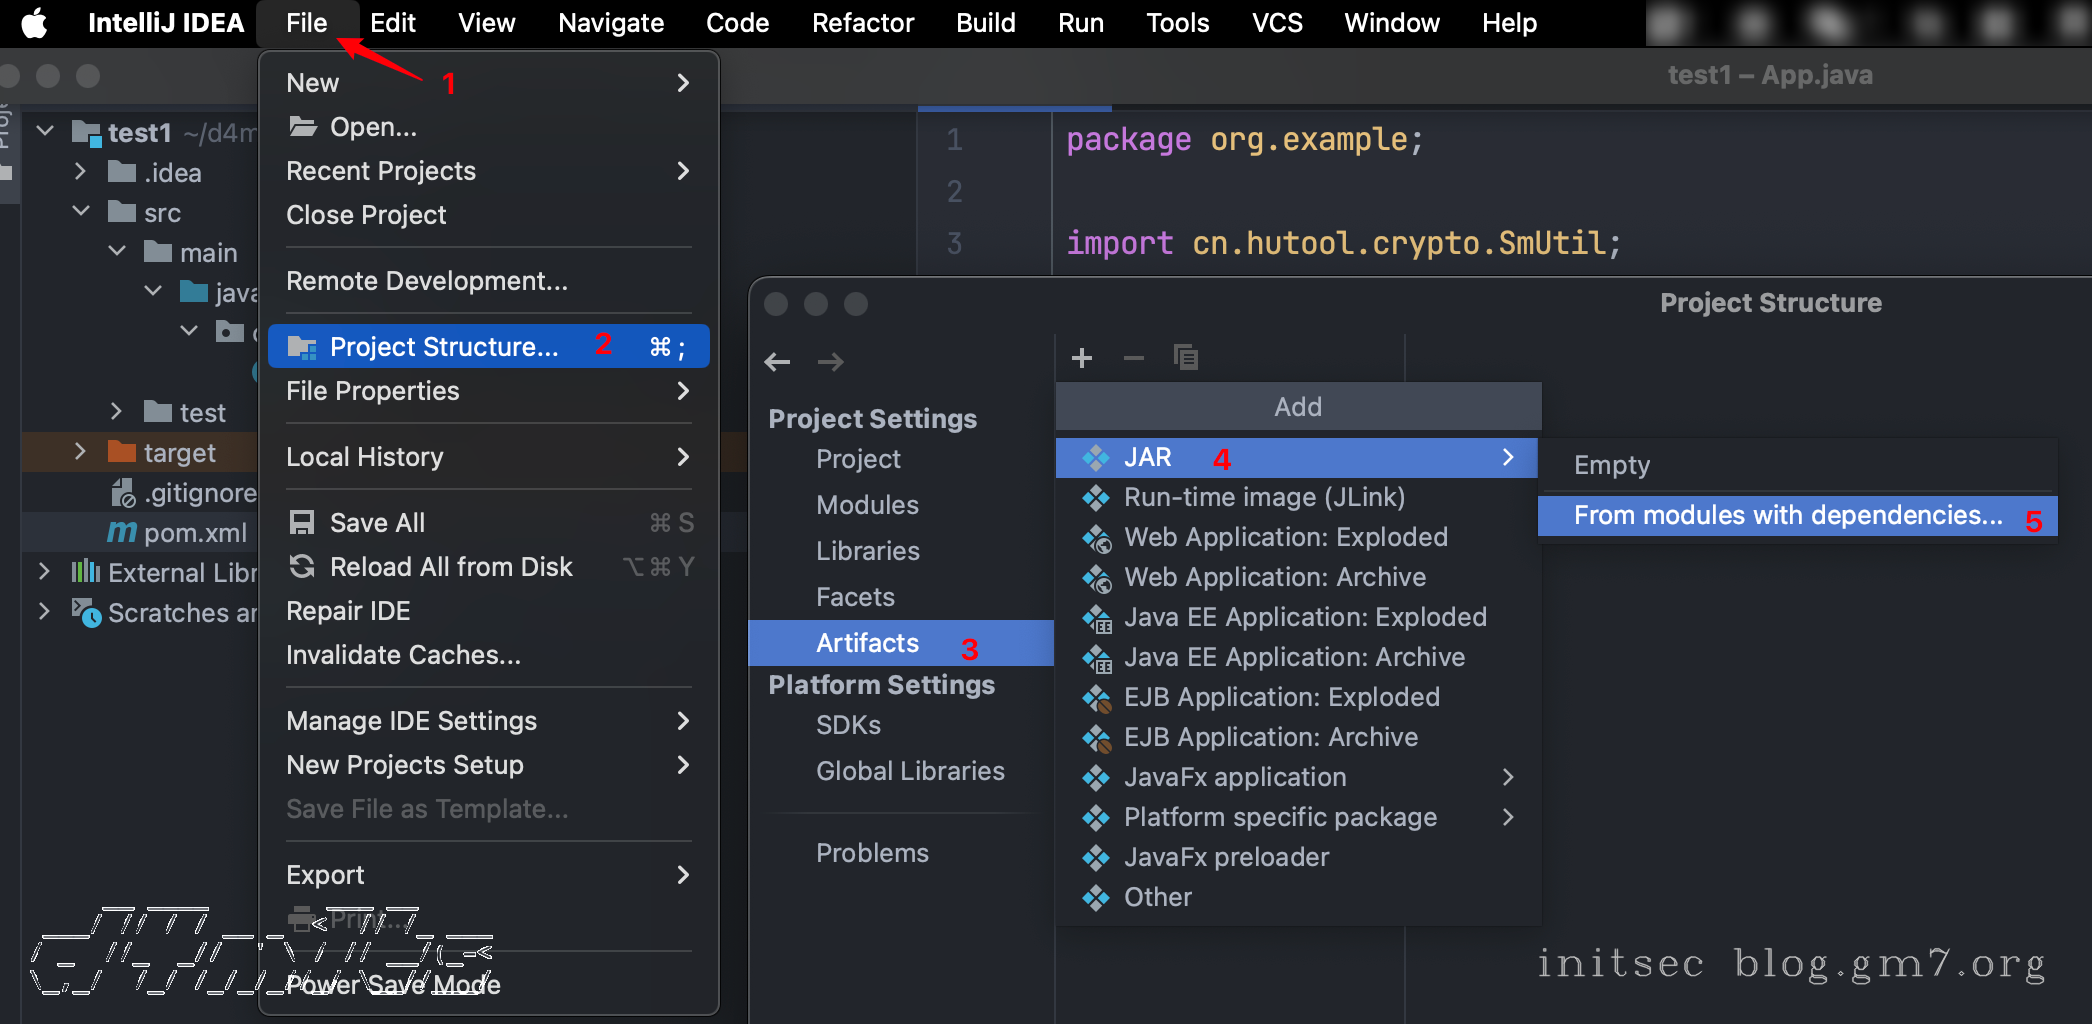 IntelliJ IDEA File Edit View Navigate Code Refactor Build Run Tools VCS Window Help
1
test1 – App.java
New
Open...
Recent Projects
Close Project
Remote Development...
Project Structure... 2 ⌘ ;
File Properties
Local History
Save All ⌘ S
Reload All from Disk ⌥ ⌘ Y
Repair IDE
Invalidate Caches...
Manage IDE Settings
New Projects Setup
Save File as Template...
Export
Print...
Power Save Mode
test1 ~/d4m
.idea
src
main
java
test
target
.gitignore
pom.xml
External Libr
Scratches ar
1 package org.example;
2
3 import cn.hutool.crypto.SmUtil;
Project Structure
Project Settings
Project
Modules
Libraries
Facets
Artifacts 3
Platform Settings
SDKs
Global Libraries
Problems
Add
JAR 4
Run-time image (JLink)
Web Application: Exploded
Web Application: Archive
Java EE Application: Exploded
Java EE Application: Archive
EJB Application: Exploded
EJB Application: Archive
JavaFx application
Platform specific package
JavaFx preloader
Other
Empty
From modules with dependencies... 5
initsec blog.gm7.org